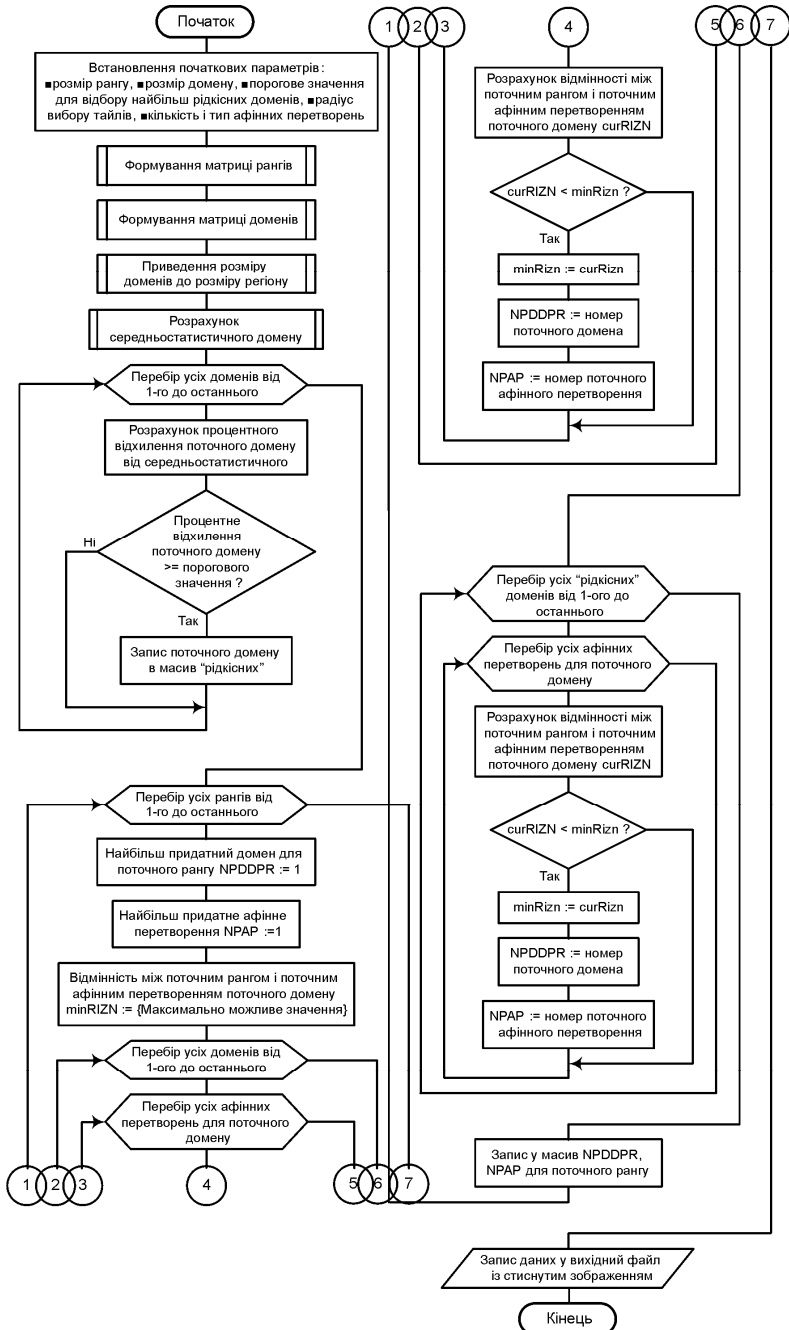 Початок
Встановлення початкових параметрів:
■розмір рангу, ■розмір домену, ■порогове значення
для відбору найбільш рідкісних доменів, ■радіус
вибору тайлів, ■кількість і тип афінних перетворень
Формування матриці рангів
Формування матриці доменів
Приведення розміру
доменів до розміру регіону
Розрахунок
середньостатистичного домену
Перебір усіх доменів від
1-го до останнього
Розрахунок процентного
відхилення поточного домену
від середньостатистичного
Процентне
відхилення
поточного домену
>= порогового
значення ?
Ні
Так
Запис поточного домену
в масив “рідкісних”
Перебір усіх рангів від
1-го до останнього
Найбільш придатний домен для
поточного рангу NPDDPR := 1
Найбільш придатне афінне
перетворення NPAP :=1
Відмінність між поточним рангом і поточним
афінним перетворенням поточного домену
minRIZN := {Максимально можливе значення}
Перебір усіх доменів від
1-ого до останнього
Перебір усіх афінних
перетворень для поточного
домену
1 2 3 4 5 6 7
1 2 3 4 5 6 7
Розрахунок відмінності між
поточним рангом і поточним
афінним перетворенням
поточного домену curRIZN
curRIZN < minRizn ?
Так
minRizn := curRizn
NPDDPR := номер
поточного домена
NPAP := номер поточного
афінного перетворення
Перебір усіх “рідкісних”
доменів від 1-ого до
останнього
Перебір усіх афінних
перетворень для поточного
домену
Розрахунок відмінності між
поточним рангом і поточним
афінним перетворенням
поточного домену curRIZN
curRIZN < minRizn ?
Так
minRizn := curRizn
NPDDPR := номер
поточного домена
NPAP := номер поточного
афінного перетворення
Запис у масив NPDDPR,
NPAP для поточного рангу
Запис даних у вихідний файл
із стиснутим зображенням
Кінець